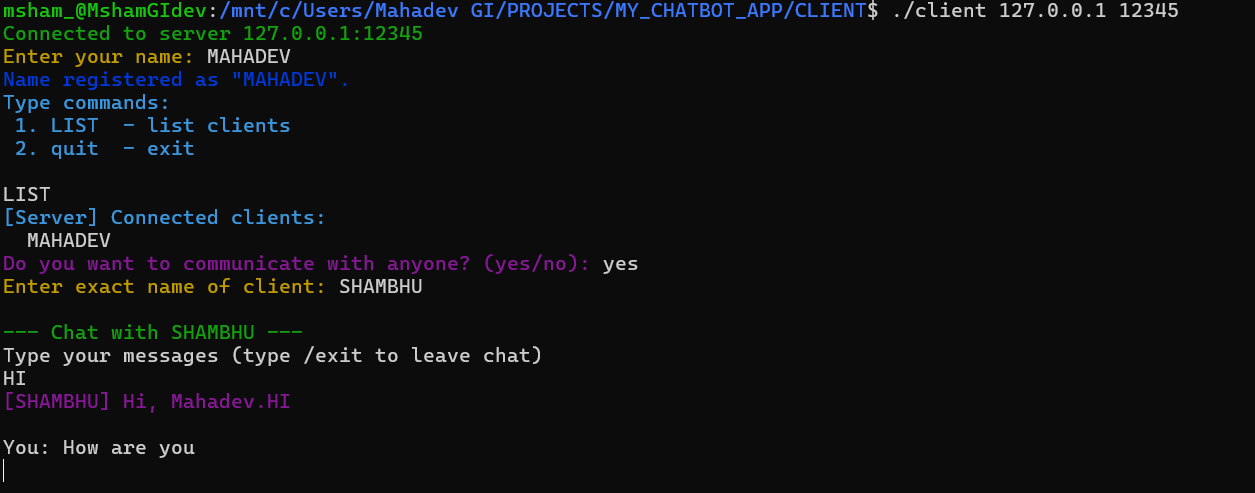 msham_@MshamGIdev:/mnt/c/Users/Mahadev GI/PROJECTS/MY_CHATBOT_APP/CLIENT$ ./client 127.0.0.1 12345
Connected to server 127.0.0.1:12345
Enter your name: MAHADEV
Name registered as "MAHADEV".
Type commands:
 1. LIST  - list clients
 2. quit  - exit

LIST
[Server] Connected clients:
  MAHADEV
Do you want to communicate with anyone? (yes/no): yes
Enter exact name of client: SHAMBHU

--- Chat with SHAMBHU ---
Type your messages (type /exit to leave chat)
HI
[SHAMBHU] Hi, Mahadev.HI

You: How are you